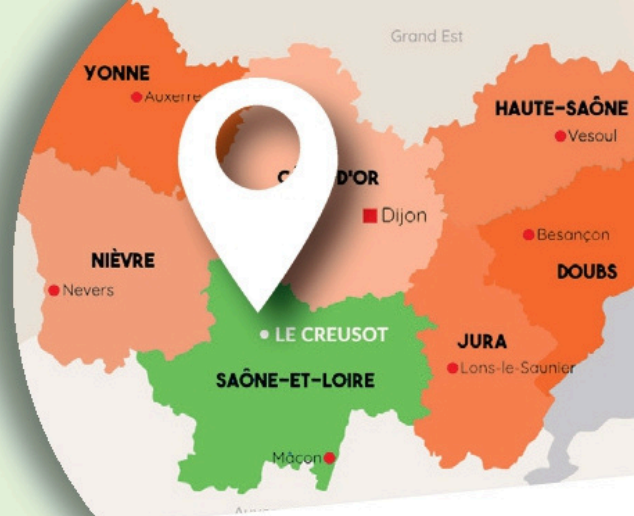 Grand Est
YONNE
Auxerre
HAUTE-SAÔNE
Vesoul
D'OR
Dijon
Besançon
NIÈVRE
DOUBS
Nevers
LE CREUSOT
JURA
Lons-le-Saunier
SAÔNE-ET-LOIRE
Mâcon